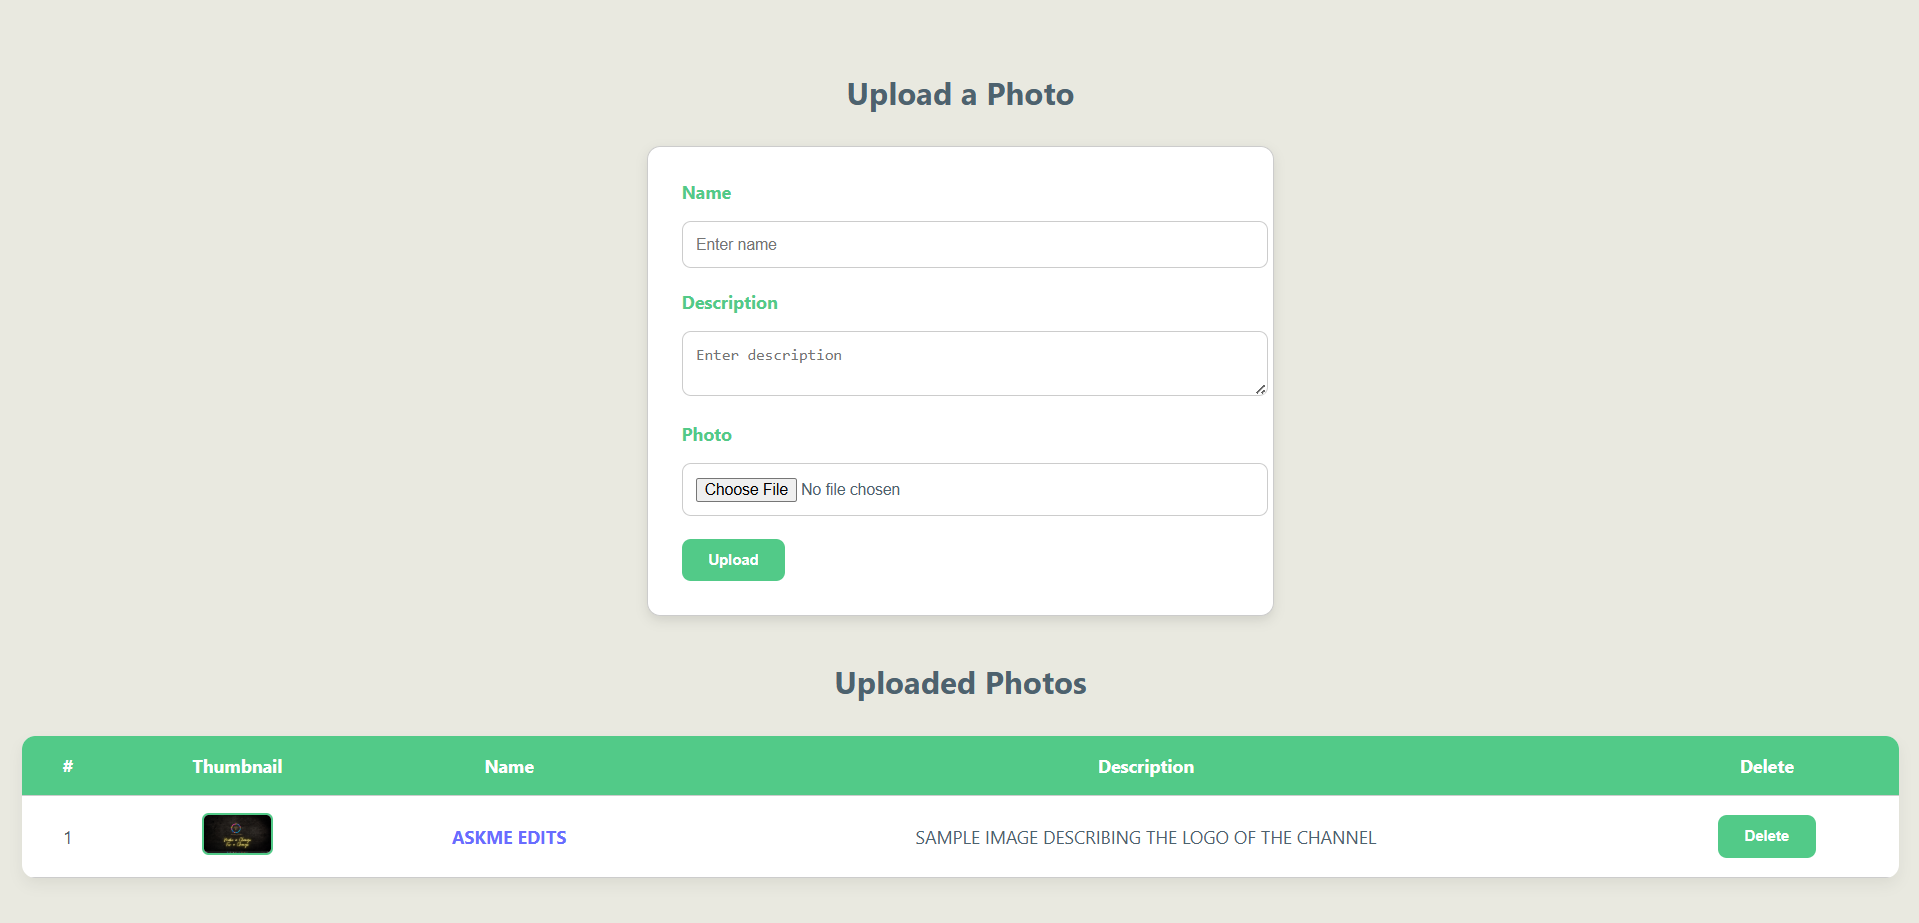 Upload a Photo
Name
Enter name
Description
Enter description
Photo
Choose File No file chosen
Upload
Uploaded Photos
# Thumbnail Name Description Delete
1 ASKME EDITS SAMPLE IMAGE DESCRIBING THE LOGO OF THE CHANNEL Delete